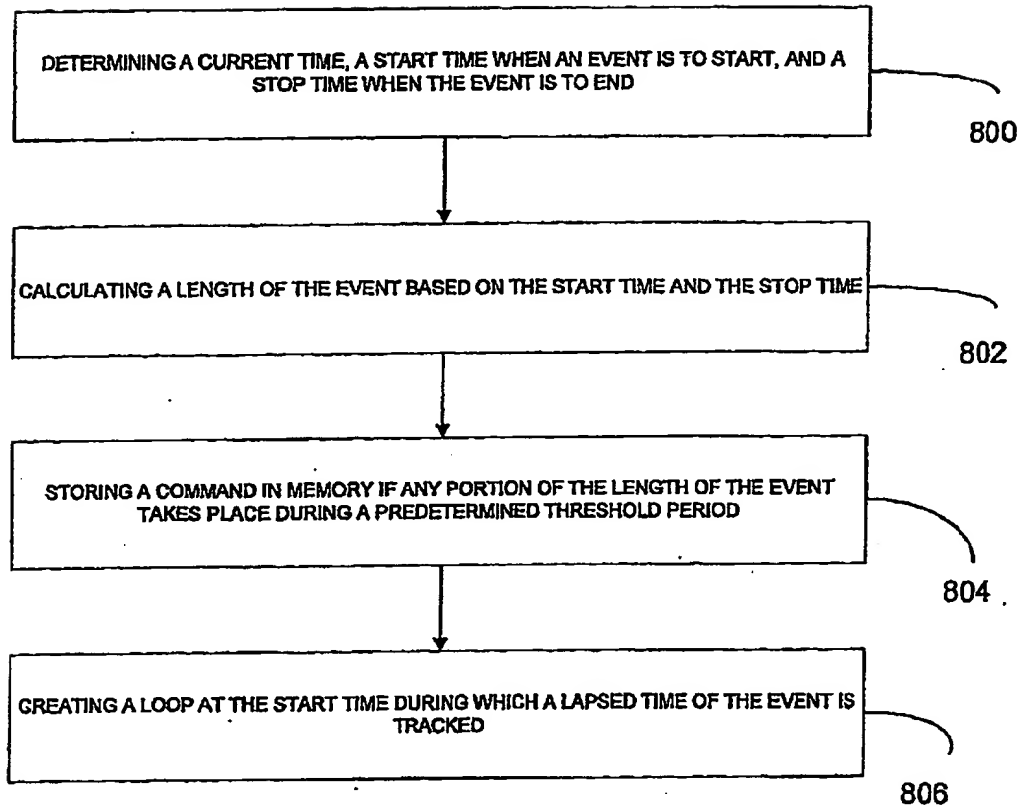 DETERMINING A CURRENT TIME, A START TIME WHEN AN EVENT IS TO START, AND A
STOP TIME WHEN THE EVENT IS TO END
800
CALCULATING A LENGTH OF THE EVENT BASED ON THE START TIME AND THE STOP TIME
802
STORING A COMMAND IN MEMORY IF ANY PORTION OF THE LENGTH OF THE EVENT
TAKES PLACE DURING A PREDETERMINED THRESHOLD PERIOD
804
CREATING A LOOP AT THE START TIME DURING WHICH A LAPSED TIME OF THE EVENT IS
TRACKED
806